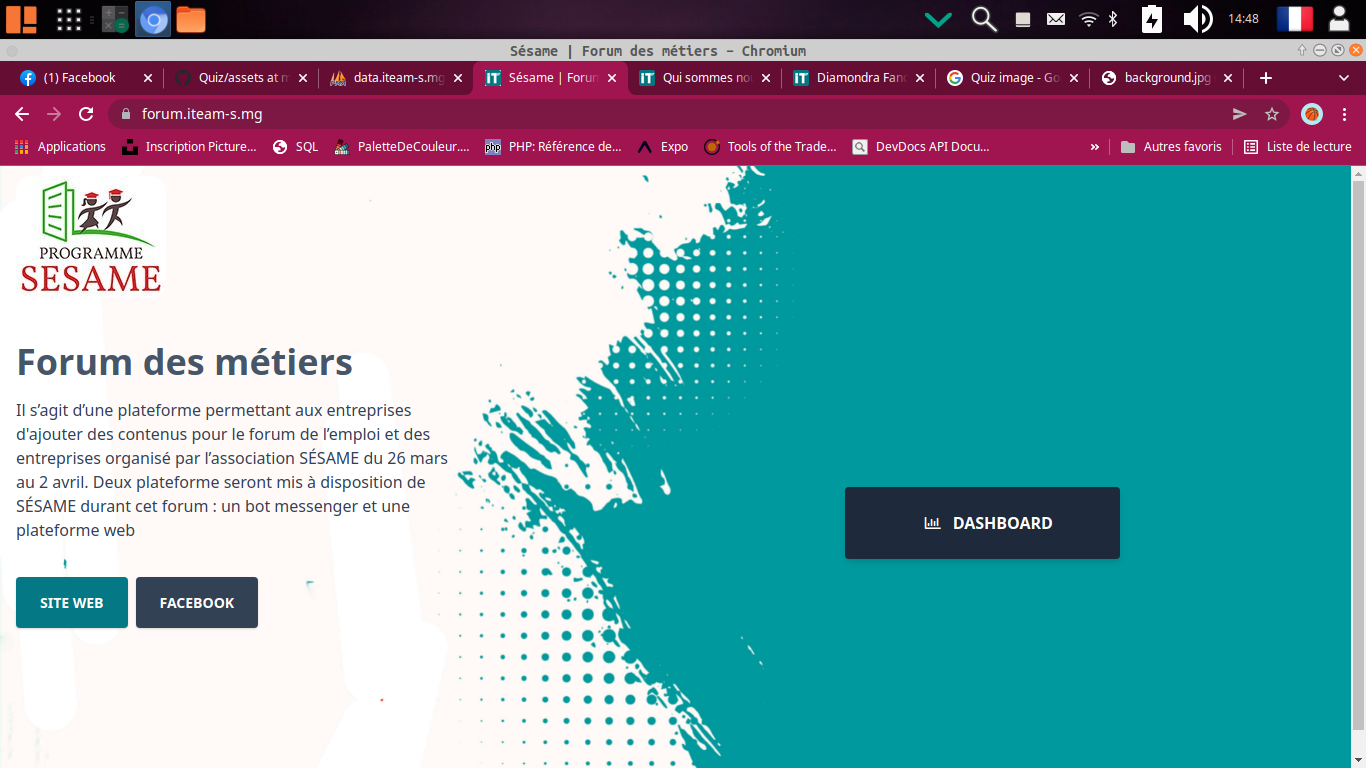 14:48
Sésame | Forum des métiers - Chromium
(1) Facebook
Quiz/assets at m
data.iteam-s.mg
Sésame | Forum
Qui sommes nou
Diamondra Fano
Quiz image - Go
background.jpg
forum.iteam-s.mg
Applications
Inscription Picture...
SQL
PaletteDeCouleur....
php
PHP: Référence de...
Expo
Tools of the Trade...
DevDocs API Docu...
»
Autres favoris
Liste de lecture
PROGRAMME
SESAME
Forum des métiers
Il s’agit d’une plateforme permettant aux entreprises
d'ajouter des contenus pour le forum de l’emploi et des
entreprises organisé par l’association SÉSAME du 26 mars
au 2 avril. Deux plateforme seront mis à disposition de
SÉSAME durant cet forum : un bot messenger et une
plateforme web
SITE WEB
FACEBOOK
DASHBOARD